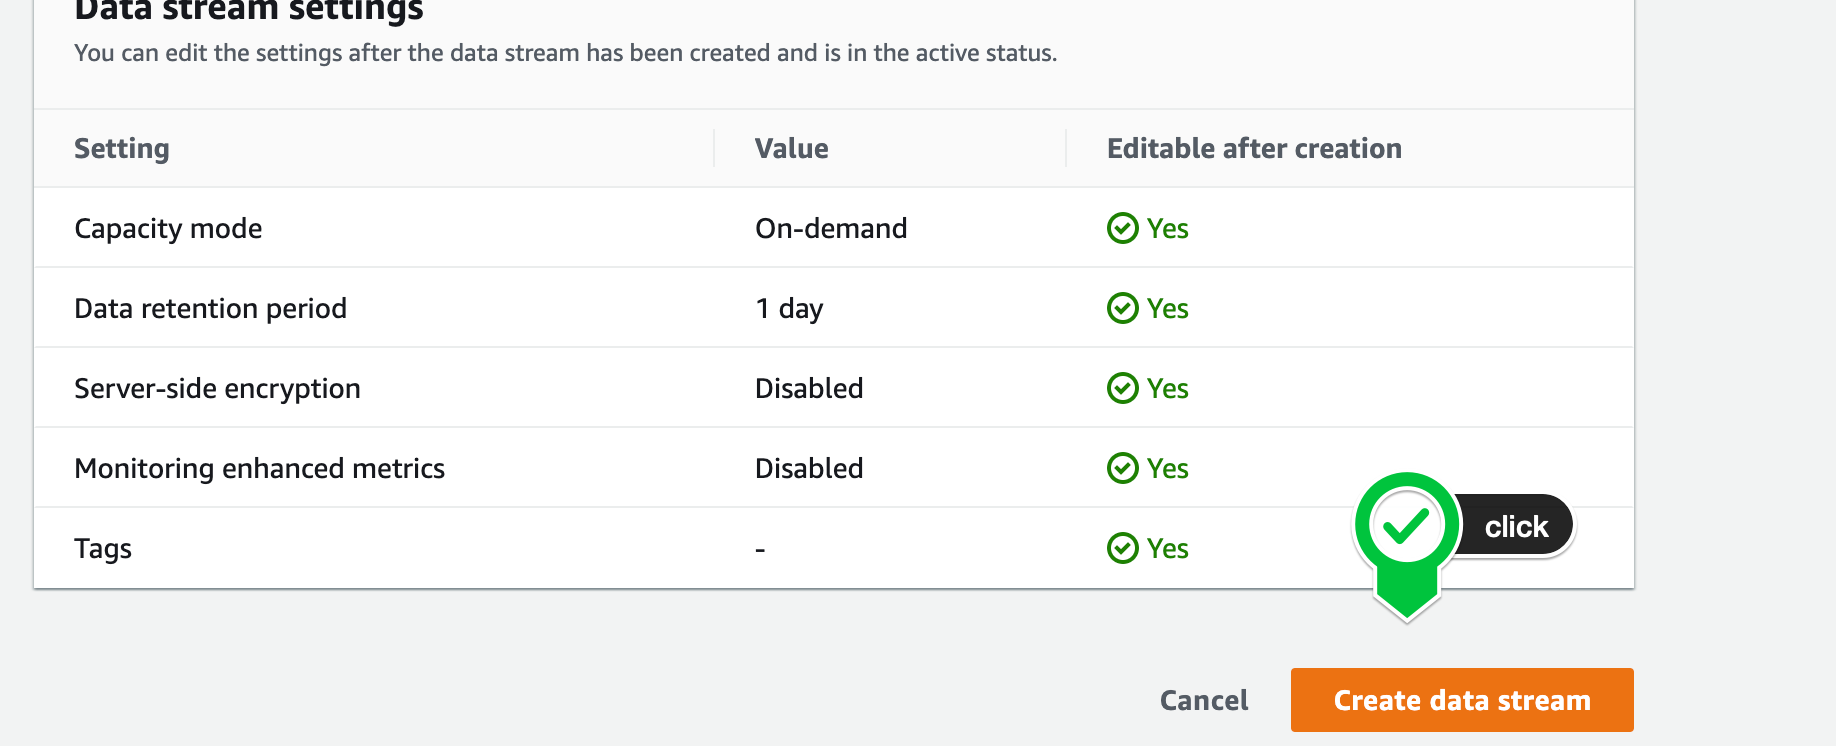 Data stream settings
You can edit the settings after the data stream has been created and is in the active status.
Setting Value Editable after creation
Capacity mode On-demand Yes
Data retention period 1 day Yes
Server-side encryption Disabled Yes
Monitoring enhanced metrics Disabled Yes
click
Tags - Yes
Cancel Create data stream